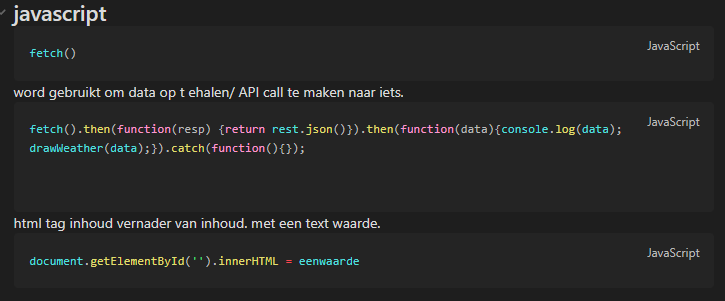 javascript
JavaScript
fetch()
word gebruikt om data op t ehalen/ API call te maken naar iets.
JavaScript
fetch().then(function(resp) {return rest.json()}).then(function(data){console.log(data);
drawWeather(data);}).catch(function(){});
html tag inhoud vernader van inhoud. met een text waarde.
JavaScript
document.getElementById('').innerHTML = eenwaarde